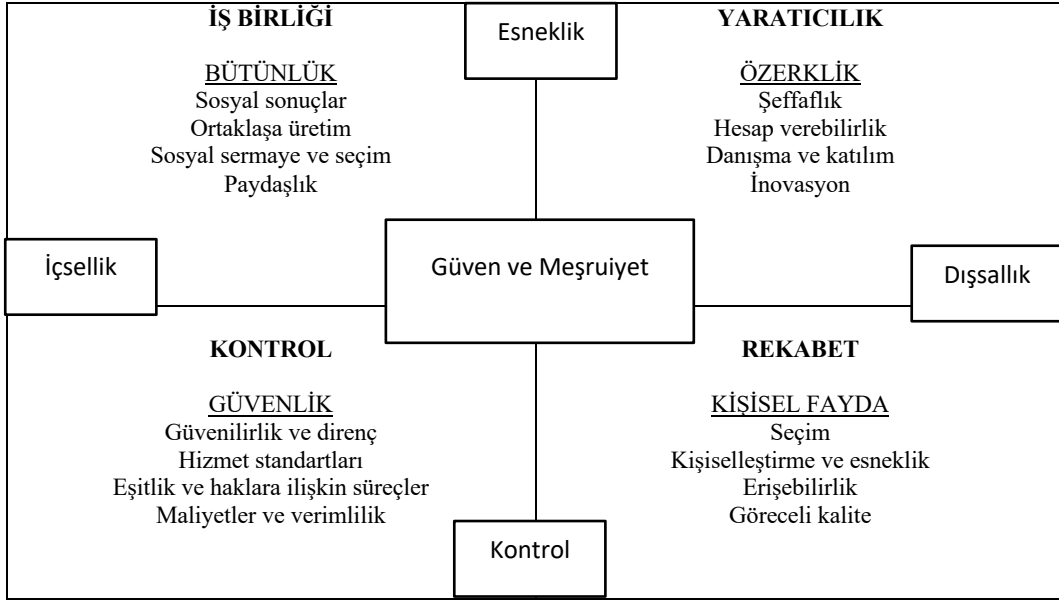 İŞ BİRLİĞİ
BÜTÜNLÜK
Sosyal sonuçlar
Ortaklaşa üretim
Sosyal sermaye ve seçim
Paydaşlık
Esneklik
YARATICILIK
ÖZERKLİK
Şeffaflık
Hesap verebilirlik
Danışma ve katılım
İnovasyon
İçsellik
Güven ve Meşruiyet
Dışsallık
KONTROL
GÜVENLİK
Güvenilirlik ve direnç
Hizmet standartları
Eşitlik ve haklara ilişkin süreçler
Maliyetler ve verimlilik
REKABET
KİŞİSEL FAYDA
Seçim
Kişiselleştirme ve esneklik
Erişebilirlik
Göreceli kalite
Kontrol